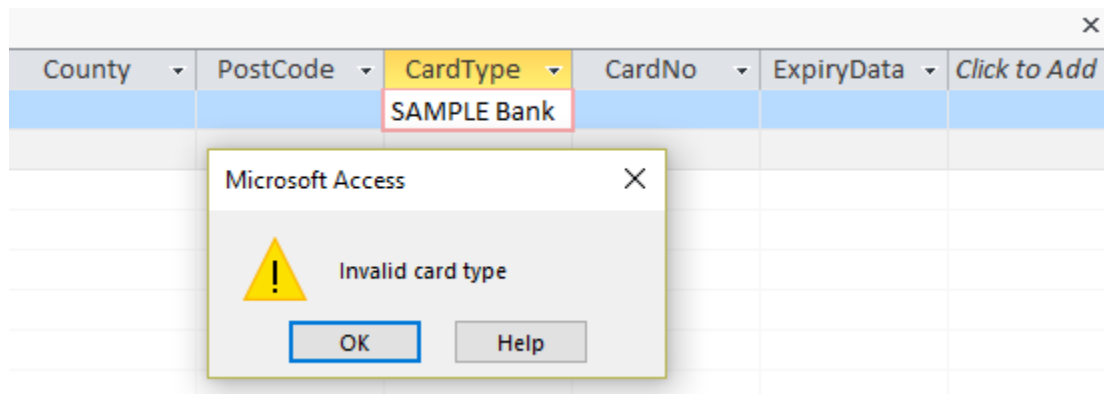 County PostCode CardType CardNo ExpiryData Click to Add
SAMPLE Bank
Microsoft Access
Invalid card type
OK Help